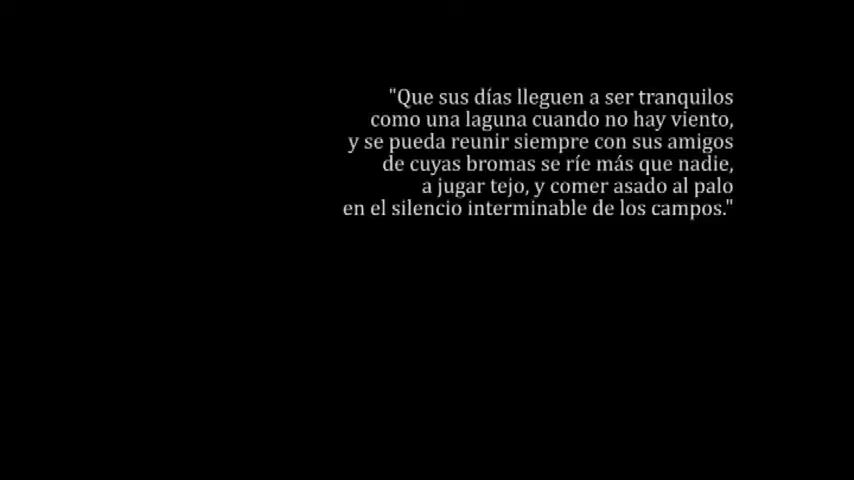 "Que sus días lleguen a ser tranquilos
como una laguna cuando no hay viento,
y se pueda reunir siempre con sus amigos
de cuyas bromas se ríe más que nadie,
a jugar tejo, y comer asado al palo
en el silencio interminable de los campos."